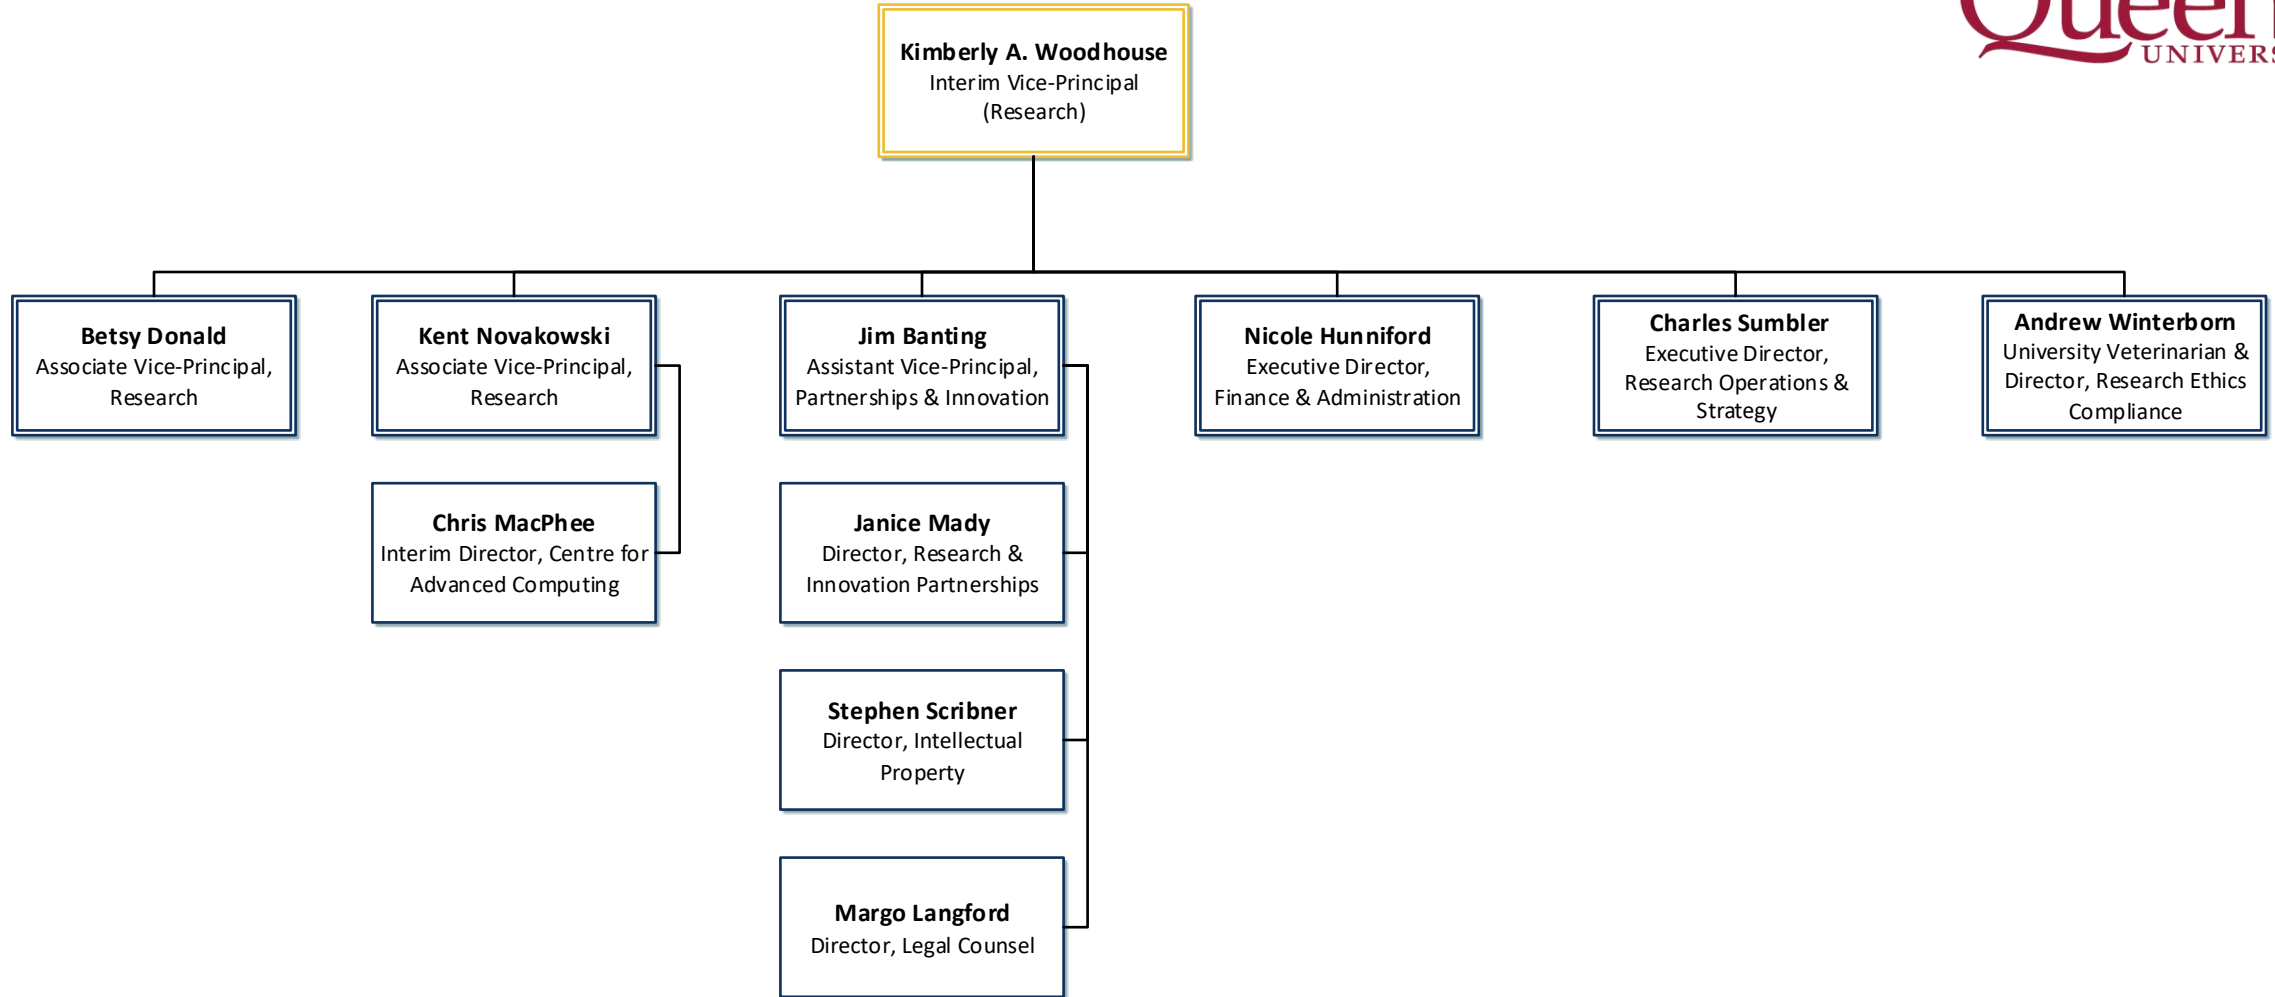 UNIVERS
Kimberly A. Woodhouse
Interim Vice-Principal
(Research)
Betsy Donald
Associate Vice-Principal,
Research
Kent Novakowski
Associate Vice-Principal,
Research
Jim Banting
Assistant Vice-Principal,
Partnerships & Innovation
Nicole Hunniford
Executive Director,
Finance & Administration
Charles Sumbler
Executive Director,
Research Operations &
Strategy
Andrew Winterborn
University Veterinarian &
Director, Research Ethics
Compliance
Chris MacPhee
Interim Director, Centre for
Advanced Computing
Janice Mady
Director, Research &
Innovation Partnerships
Stephen Scribner
Director, Intellectual
Property
Margo Langford
Director, Legal Counsel